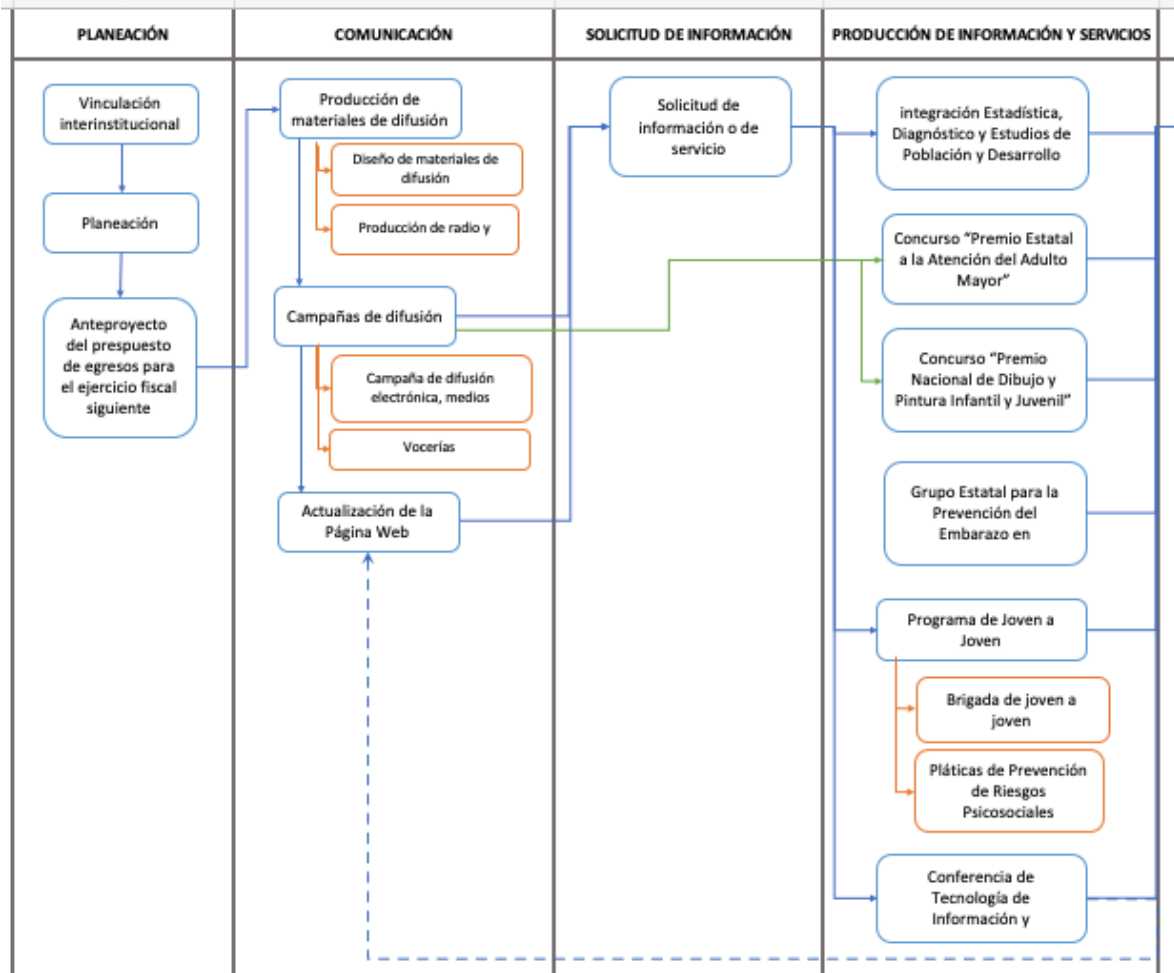 PLANEACIÓN
COMUNICACIÓN
SOLICITUD DE INFORMACIÓN
PRODUCCIÓN DE INFORMACIÓN Y SERVICIOS
Vinculación
interinstitucional
Planeación
Anteproyecto
del prespuesto
de egresos para
el ejercicio fiscal
siguiente
Producción de
materiales de difusión
Diseño de materiales de
difusión
Producción de radio y
Campañas de difusión
Campaña de difusión
electrónica, medios
Vocerías
Actualización de la
Página Web
Solicitud de
información o de
servicio
integración Estadística,
Diagnóstico y Estudios de
Población y Desarrollo
Concurso "Premio Estatal
a la Atención del Adulto
Mayor"
Concurso "Premio
Nacional de Dibujo y
Pintura Infantil y Juvenil"
Grupo Estatal para la
Prevención del
Embarazo en
Programa de Joven a
Joven
Brigada de joven a
joven
Pláticas de Prevención
de Riesgos
Psicosociales
Conferencia de
Tecnología de
Información y